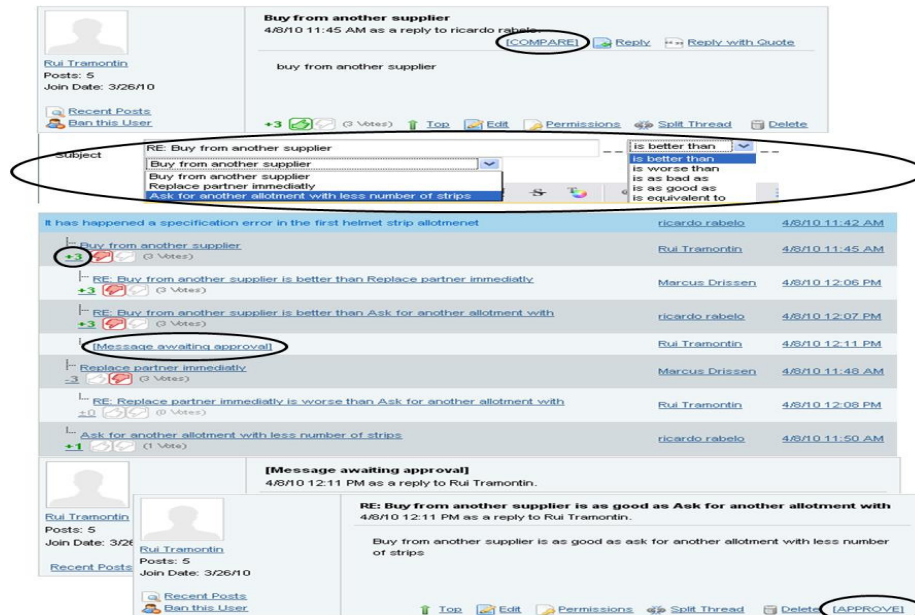 Buy from another supplier
4/8/10 11:45 AM as a reply to ricardo rabelo.
[COMPARE] Reply Reply with Quote
Rui Tramontin
Posts: 5
Join Date: 3/26/10
buy from another supplier
Recent Posts
Ban this User
+3 (3 Votes) Top Edit Permissions Split Thread Delete
Subject RE: Buy from another supplier -- is better than --
Buy from another supplier
Buy from another supplier
Replace partner immediatly
Ask for another allotment with less number of strips
is better than
is worse than
is as bad as
is as good as
is equivalent to
It has happened a specification error in the first helmet strip allotmenet ricardo rabelo 4/8/10 11:42 AM
Buy from another supplier Rui Tramontin 4/8/10 11:45 AM
+3 (3 Votes)
RE: Buy from another supplier is better than Replace partner immediatly Marcus Drissen 4/8/10 12:06 PM
+3 (3 Votes)
RE: Buy from another supplier is better than Ask for another allotment with ricardo rabelo 4/8/10 12:07 PM
+3 (3 Votes)
[Message awaiting approval] Rui Tramontin 4/8/10 12:11 PM
Replace partner immediatly Marcus Drissen 4/8/10 11:48 AM
-3 (3 Votes)
RE: Replace partner immediatly is worse than Ask for another allotment with Rui Tramontin 4/8/10 12:08 PM
±0 (0 Votes)
Ask for another allotment with less number of strips ricardo rabelo 4/8/10 11:50 AM
+1 (1 Vote)
[Message awaiting approval]
4/8/10 12:11 PM as a reply to Rui Tramontin.
Rui Tramontin
Posts: 5
Join Date: 3/26
Recent Posts
RE: Buy from another supplier is as good as Ask for another allotment with
4/8/10 12:11 PM as a reply to Rui Tramontin.
Rui Tramontin
Posts: 5
Join Date: 3/26/10
Buy from another supplier is as good as ask for another allotment with less number
of strips
Recent Posts
Ban this User
Top Edit Permissions Split Thread Delete [APPROVE]